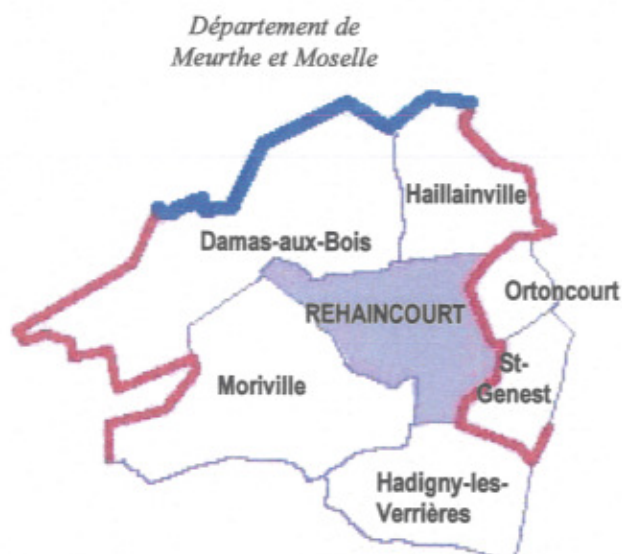 Département de
Meurthe et Moselle
Haillainville
Damas-aux-Bois
Ortoncourt
REHAINCOURT
St-
Genest
Moriville
Hadigny-les-
Verrières